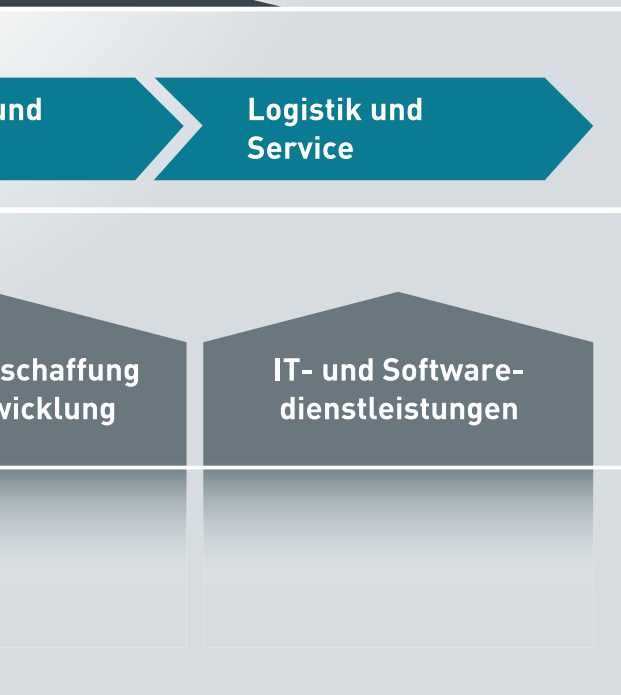 und
Logistik und
Service
schaffung
wicklung
IT- und Software-
dienstleistungen